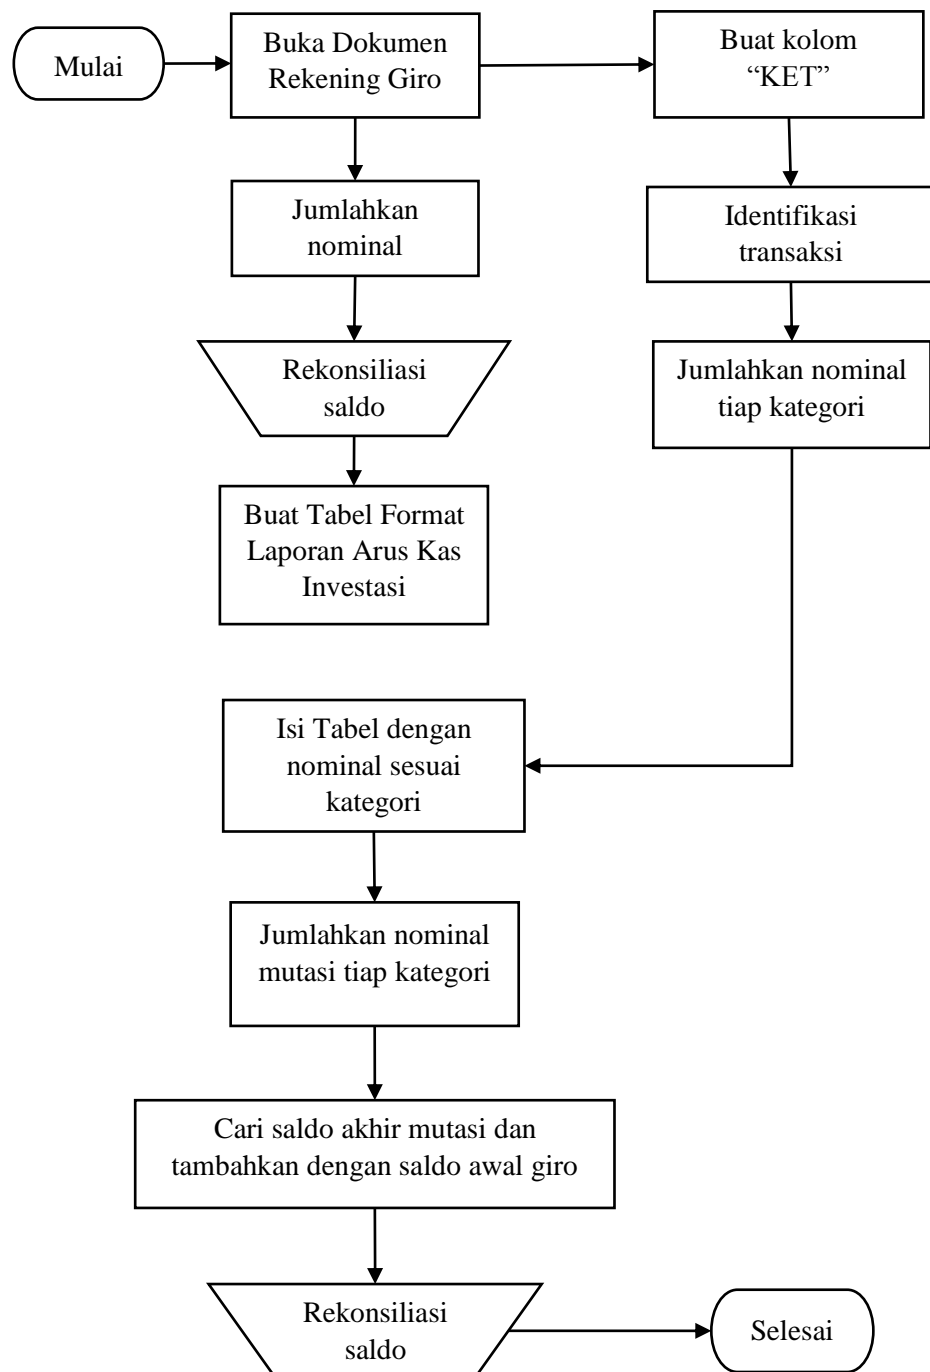 Mulai
Buka Dokumen
Rekening Giro
Buat kolom
“KET”
Jumlahkan
nominal
Identifikasi
transaksi
Rekonsiliasi
saldo
Jumlahkan nominal
tiap kategori
Buat Tabel Format
Laporan Arus Kas
Investasi
Isi Tabel dengan
nominal sesuai
kategori
Jumlahkan nominal
mutasi tiap kategori
Cari saldo akhir mutasi dan
tambahkan dengan saldo awal giro
Rekonsiliasi
saldo
Selesai